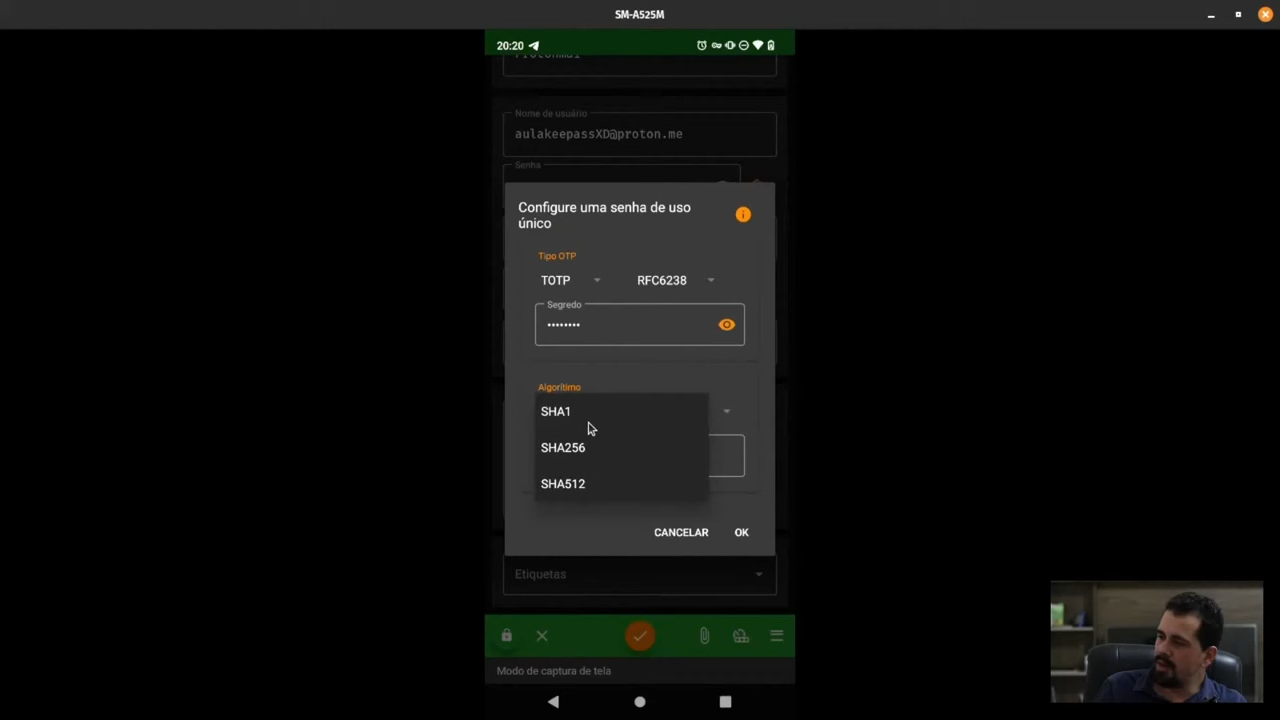 SM-A525M
20:20
Nome de usuário
aulakeepassXD@proton.me
Senha
Configure uma senha de uso
único
Tipo OTP
TOTP
RFC6238
Segredo
••••••••
Algorítimo
SHA1
SHA256
SHA512
CANCELAR
OK
Etiquetas
Modo de captura de tela